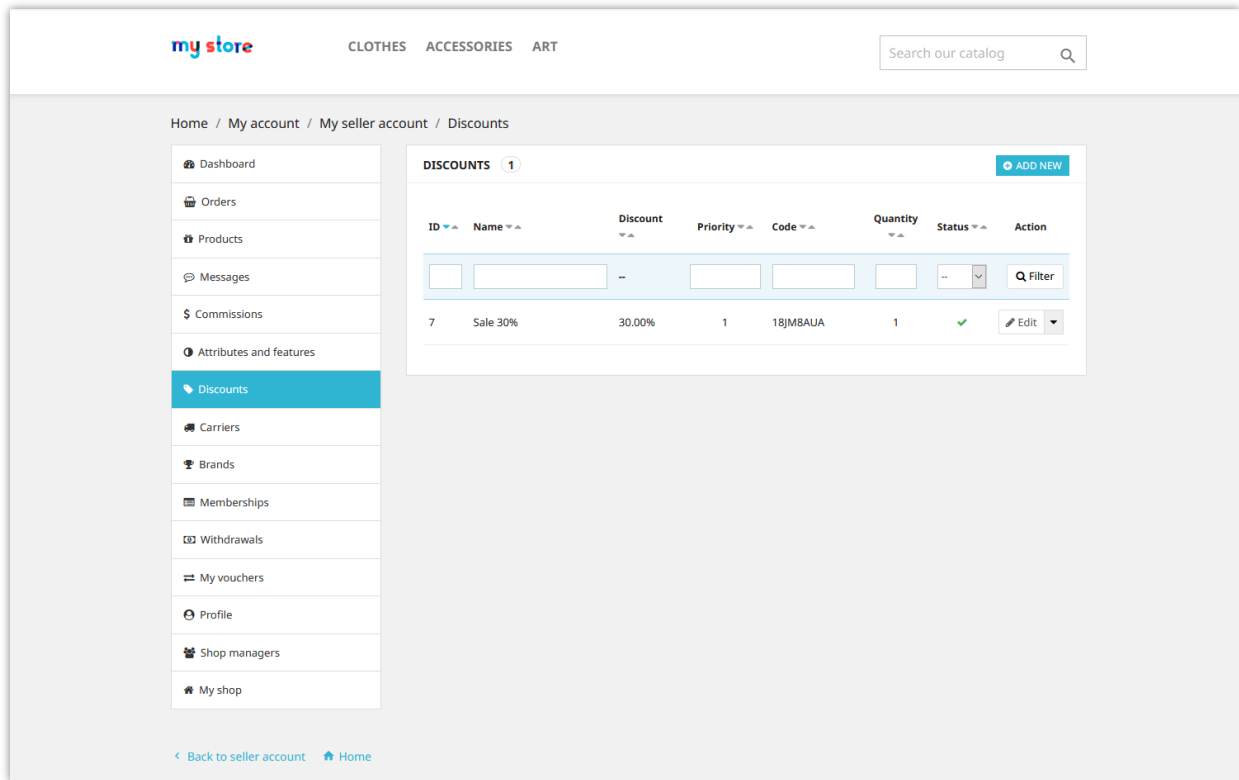 my store
CLOTHES ACCESSORIES ART
Search our catalog
Home / My account / My seller account / Discounts
Dashboard
Orders
Products
Messages
$ Commissions
Attributes and features
Discounts
Carriers
Brands
Memberships
Withdrawals
My vouchers
Profile
Shop managers
My shop
DISCOUNTS 1
ADD NEW
ID Name Discount Priority Code Quantity Status Action
-- -- Filter
7 Sale 30% 30.00% 1 18JM8AUA 1 Edit
Back to seller account Home